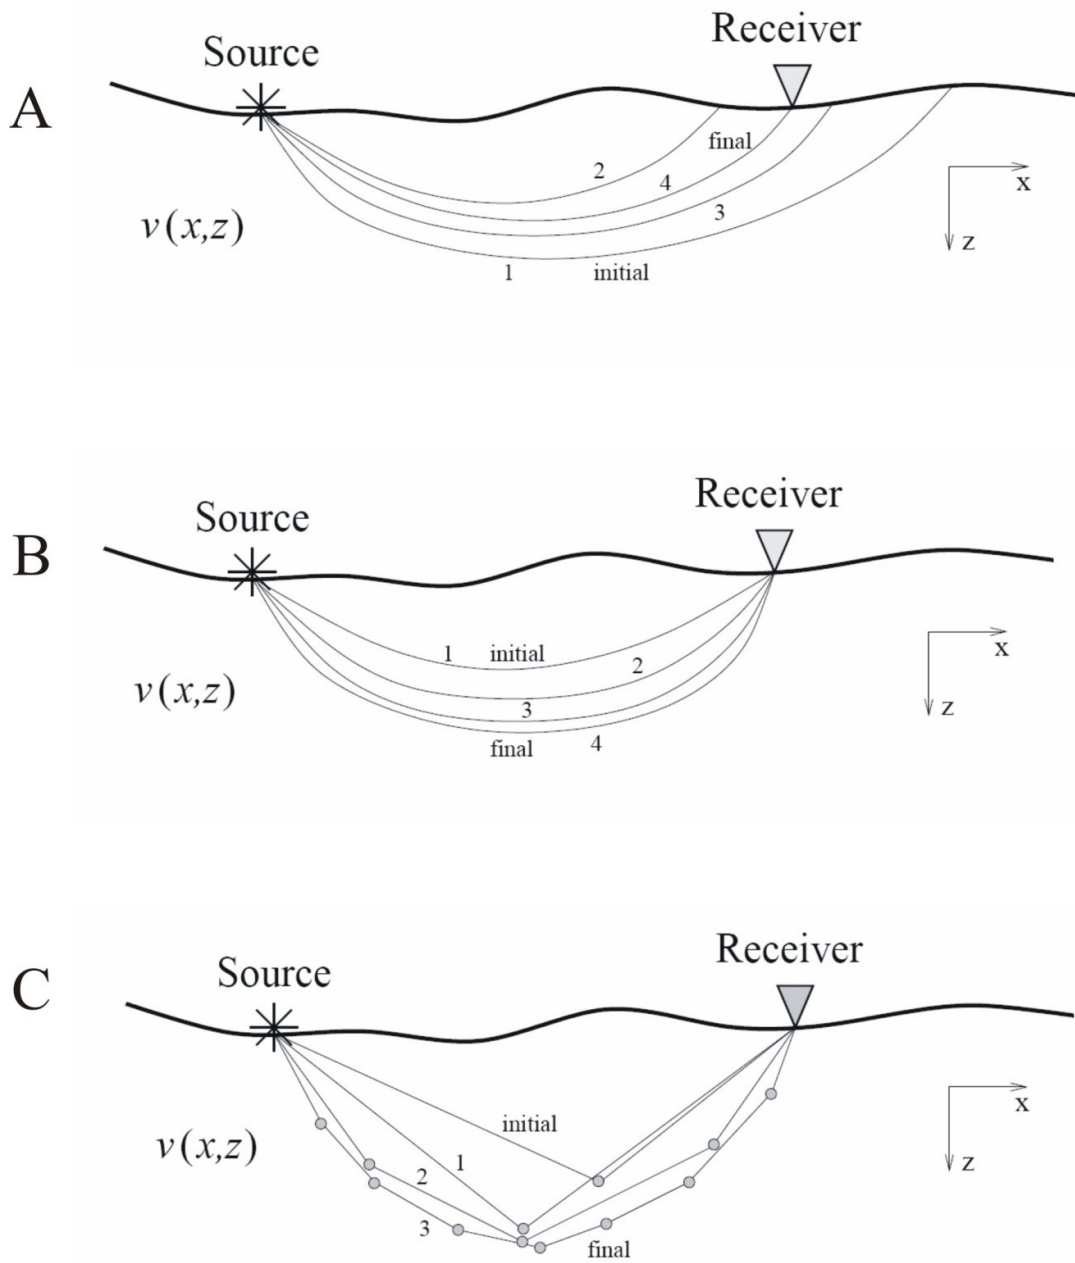 A
Source
Receiver
2
final
4
3
1
initial
v(x,z)
x
z
B
Source
Receiver
1
initial
2
3
final
4
v(x,z)
x
z
C
Source
Receiver
initial
1
2
3
final
v(x,z)
x
z